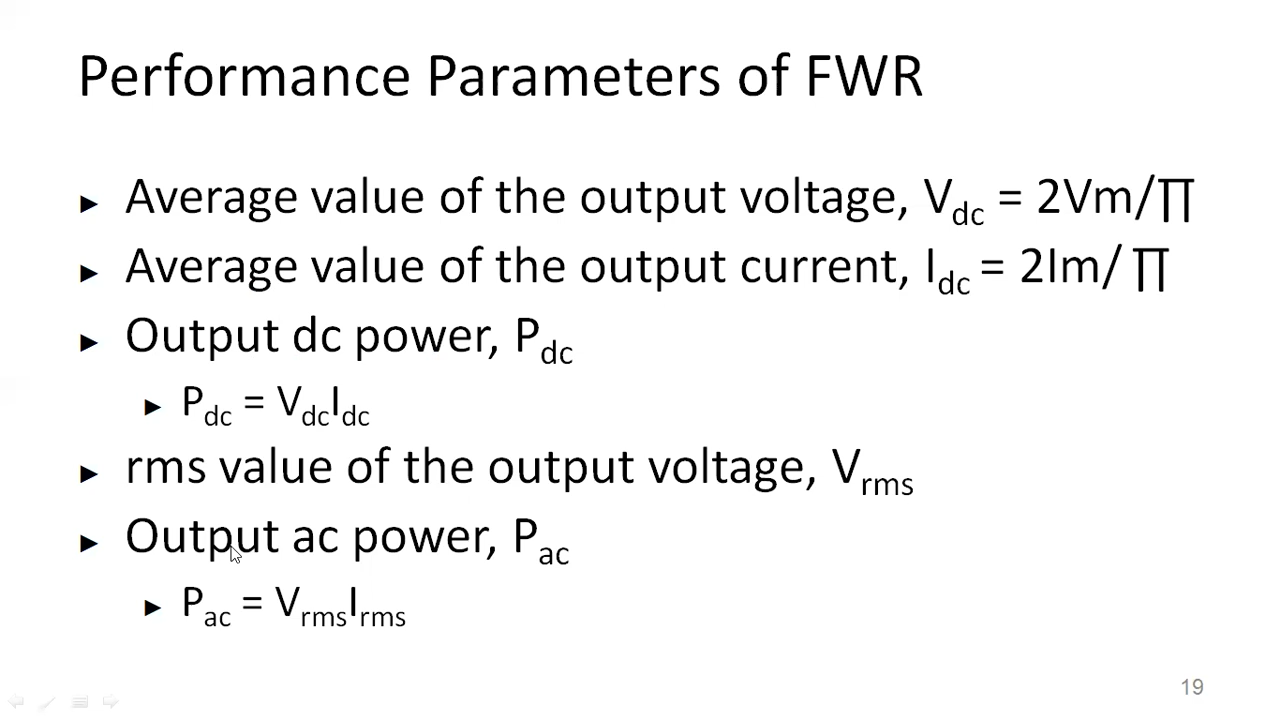 Performance Parameters of FWR
► Average value of the output voltage, Vdc = 2Vm/∏
► Average value of the output current, Idc = 2Im/ ∏
► Output dc power, Pdc
► Pdc = VdcIdc
► rms value of the output voltage, Vrms
► Output ac power, Pac
► Pac = VrmsIrms
19